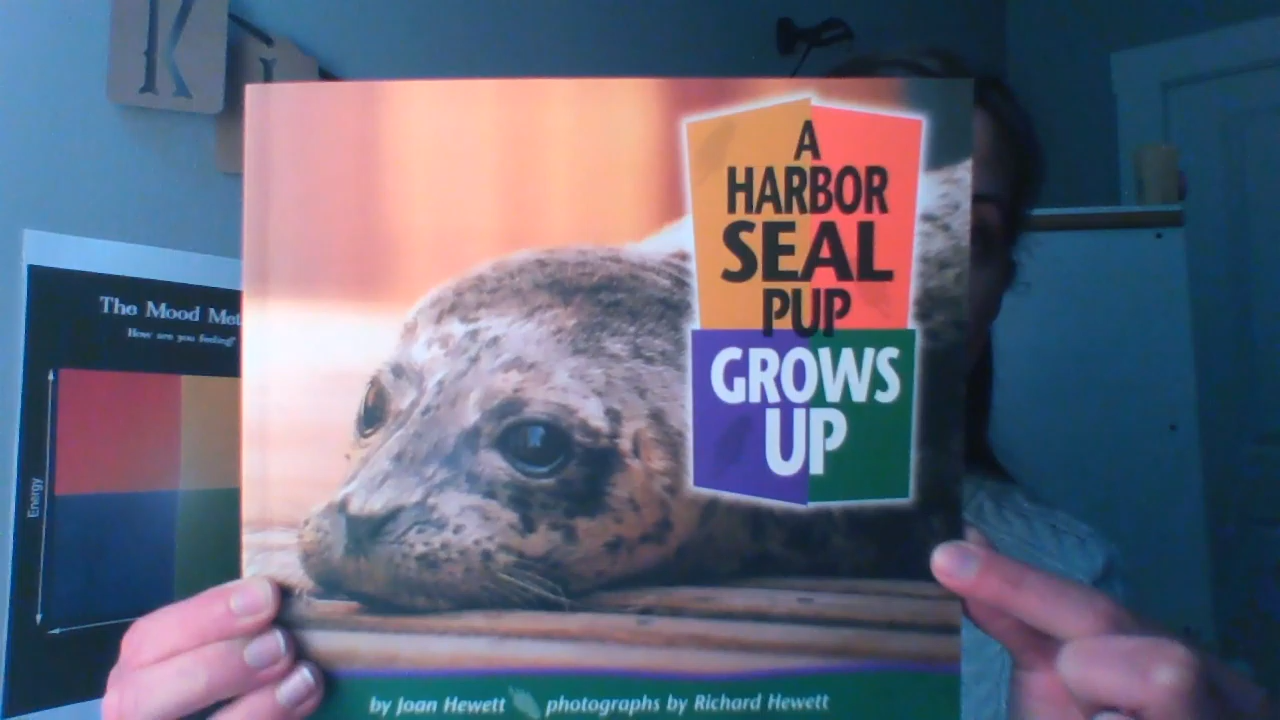 Ki
The Mood Met
How are you feeling?
Energy
A
HARBOR
SEAL
PUP
GROWS
UP
by Joan Hewett photographs by Richard Hewett